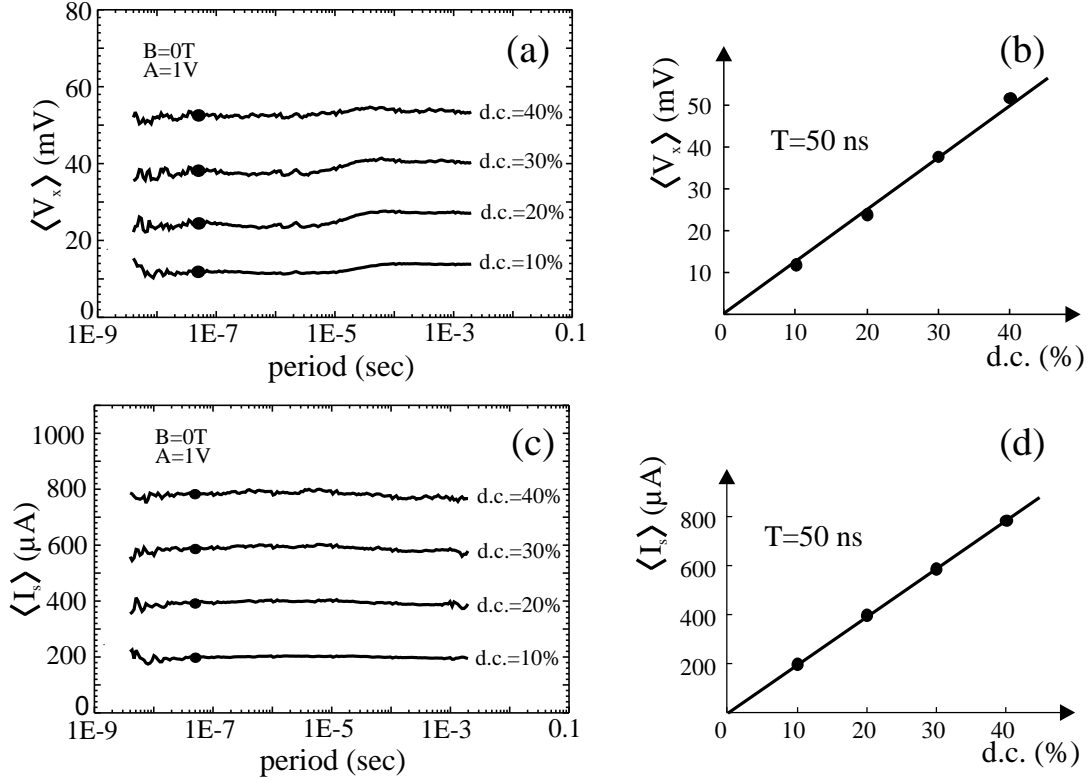 80
60
40
20
0
⟨Vx⟩ (mV)
B=0T
A=1V
(a)
d.c.=40%
d.c.=30%
d.c.=20%
d.c.=10%
1E-9 1E-7 1E-5 1E-3 0.1
period (sec)
(b)
50
40
30
20
10
⟨Vx⟩ (mV)
T=50 ns
0 10 20 30 40
d.c. (%)
1000
800
600
400
200
0
⟨Is⟩ (μA)
B=0T
A=1V
(c)
d.c.=40%
d.c.=30%
d.c.=20%
d.c.=10%
1E-9 1E-7 1E-5 1E-3 0.1
period (sec)
(d)
800
600
400
200
⟨Is⟩ (μA)
T=50 ns
0 10 20 30 40
d.c. (%)